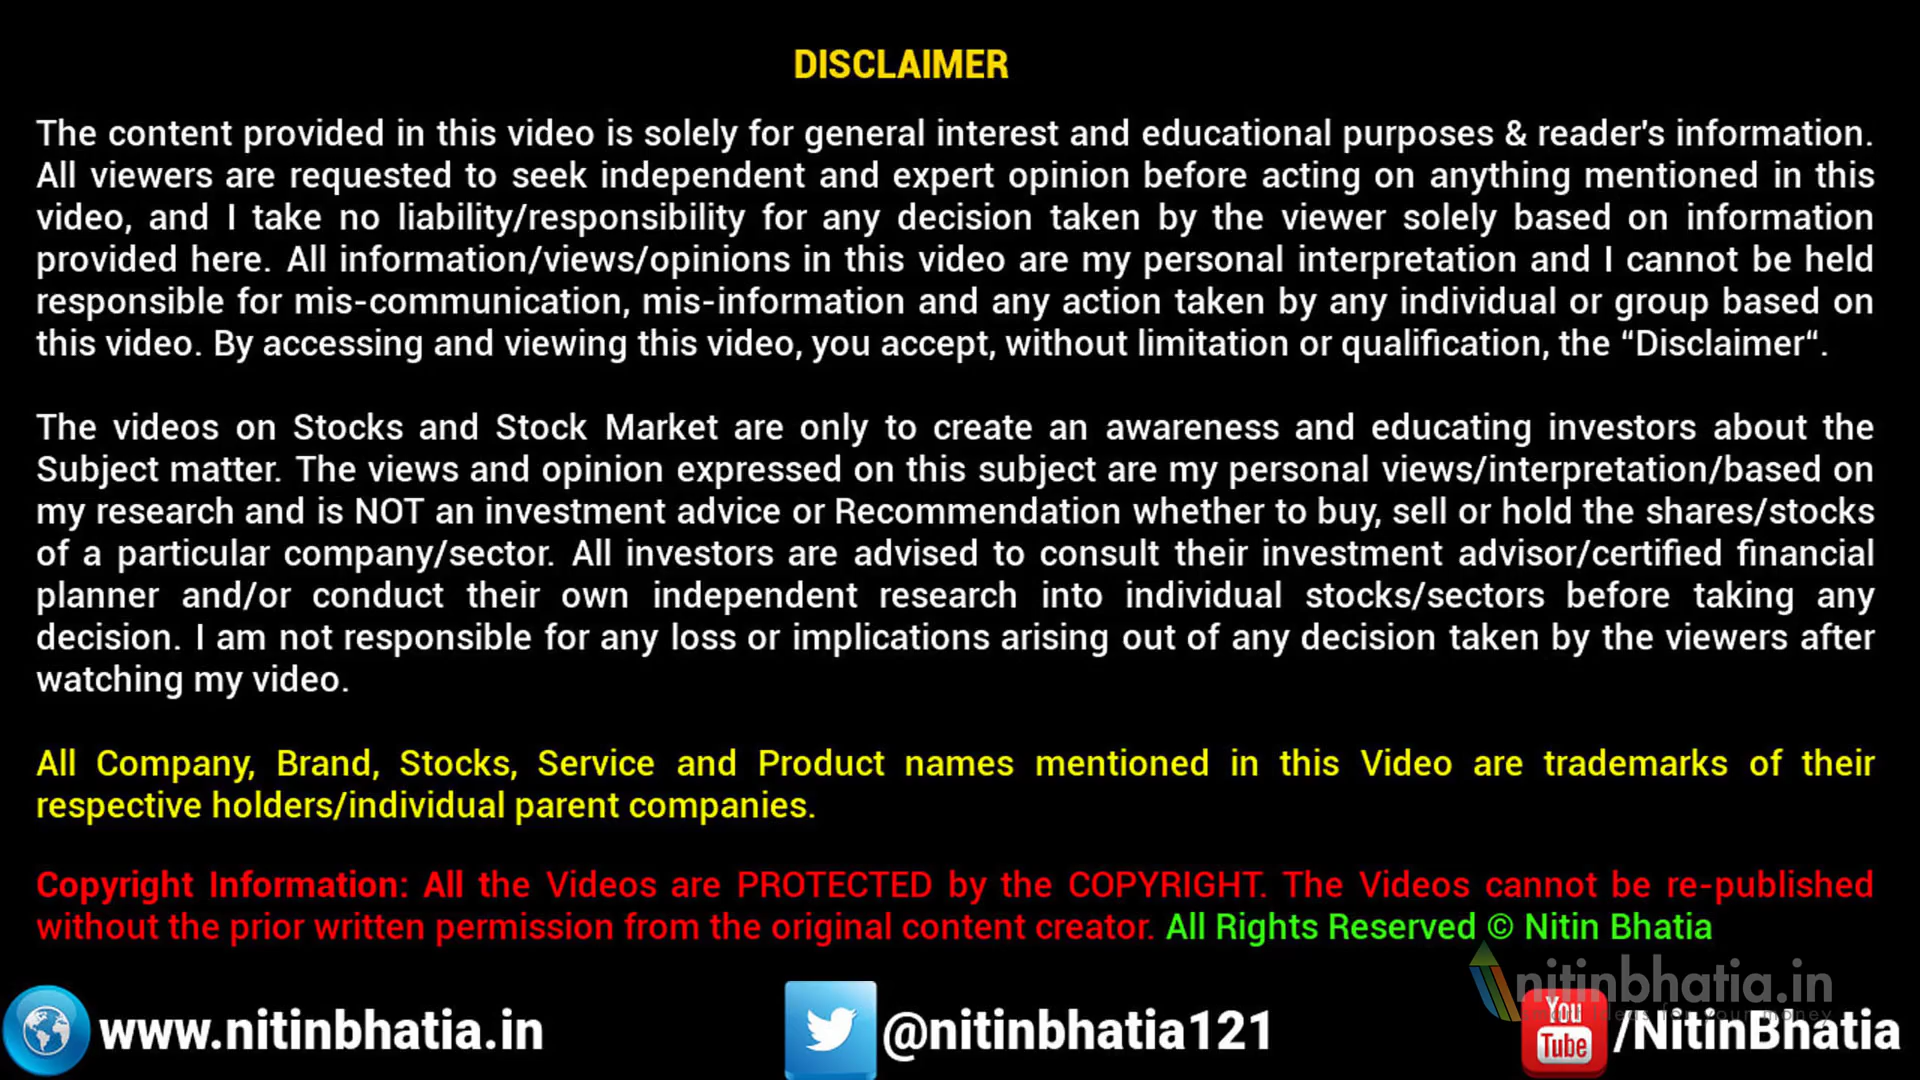 DISCLAIMER
The content provided in this video is solely for general interest and educational purposes & reader's information.
All viewers are requested to seek independent and expert opinion before acting on anything mentioned in this
video, and I take no liability/responsibility for any decision taken by the viewer solely based on information
provided here. All information/views/opinions in this video are my personal interpretation and I cannot be held
responsible for mis-communication, mis-information and any action taken by any individual or group based on
this video. By accessing and viewing this video, you accept, without limitation or qualification, the “Disclaimer“.
The videos on Stocks and Stock Market are only to create an awareness and educating investors about the
Subject matter. The views and opinion expressed on this subject are my personal views/interpretation/based on
my research and is NOT an investment advice or Recommendation whether to buy, sell or hold the shares/stocks
of a particular company/sector. All investors are advised to consult their investment advisor/certified financial
planner and/or conduct their own independent research into individual stocks/sectors before taking any
decision. I am not responsible for any loss or implications arising out of any decision taken by the viewers after
watching my video.
All Company, Brand, Stocks, Service and Product names mentioned in this Video are trademarks of their
respective holders/individual parent companies.
Copyright Information: All the Videos are PROTECTED by the COPYRIGHT. The Videos cannot be re-published
without the prior written permission from the original content creator. All Rights Reserved © Nitin Bhatia
nitinbhatia.in
smart ideas for your money
www.nitinbhatia.in
@nitinbhatia121
You
Tube
/NitinBhatia